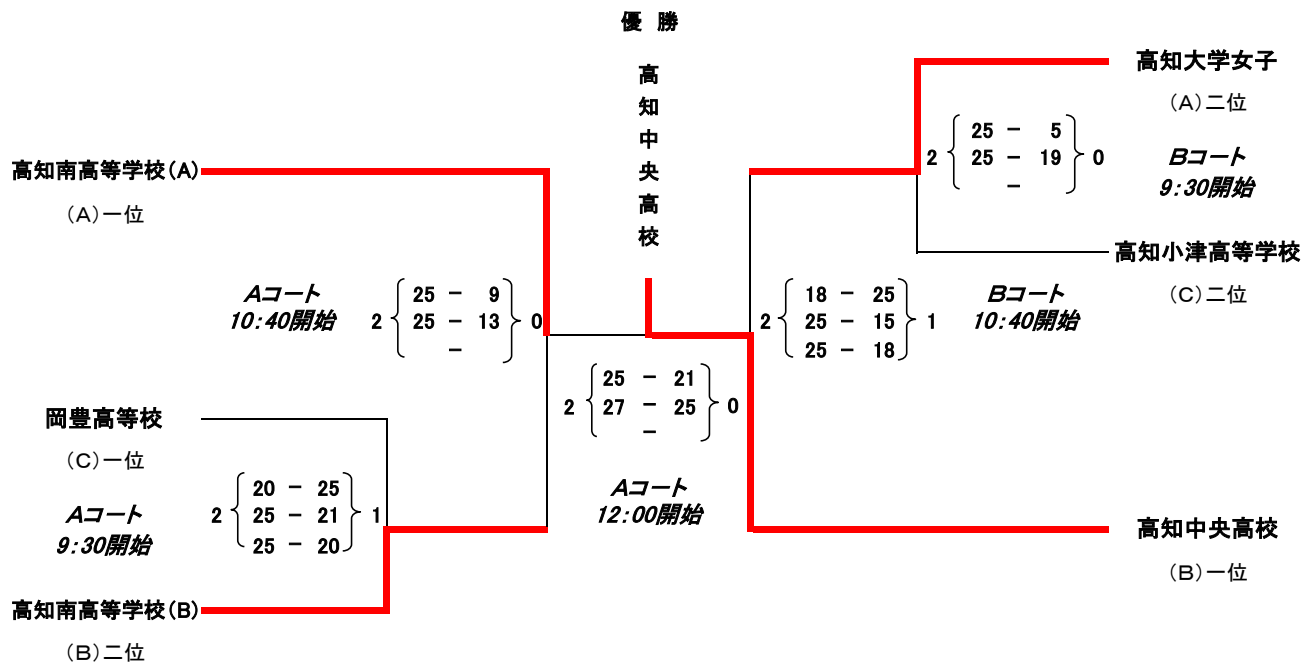 優 勝
高知中央高校
高知南高等学校(A)
(A)一位
Aコート
10:40開始
2 { 25 - 9 } 0
25 - 13
-
岡豊高等校
(C)一位
Aコート
9:30開始
2 { 20 - 25 } 1
25 - 21
25 - 20
高知南高等学校(B)
(B)二位
2 { 25 - 21 } 0
27 - 25
-
Aコート
12:00開始
高知大学女子
(A)二位
2 { 25 - 5 } 0
25 - 19
-
Bコート
9:30開始
高知小津高等学校
(C)二位
2 { 18 - 25 } 1
25 - 15
25 - 18
Bコート
10:40開始
高知中央高校
(B)一位